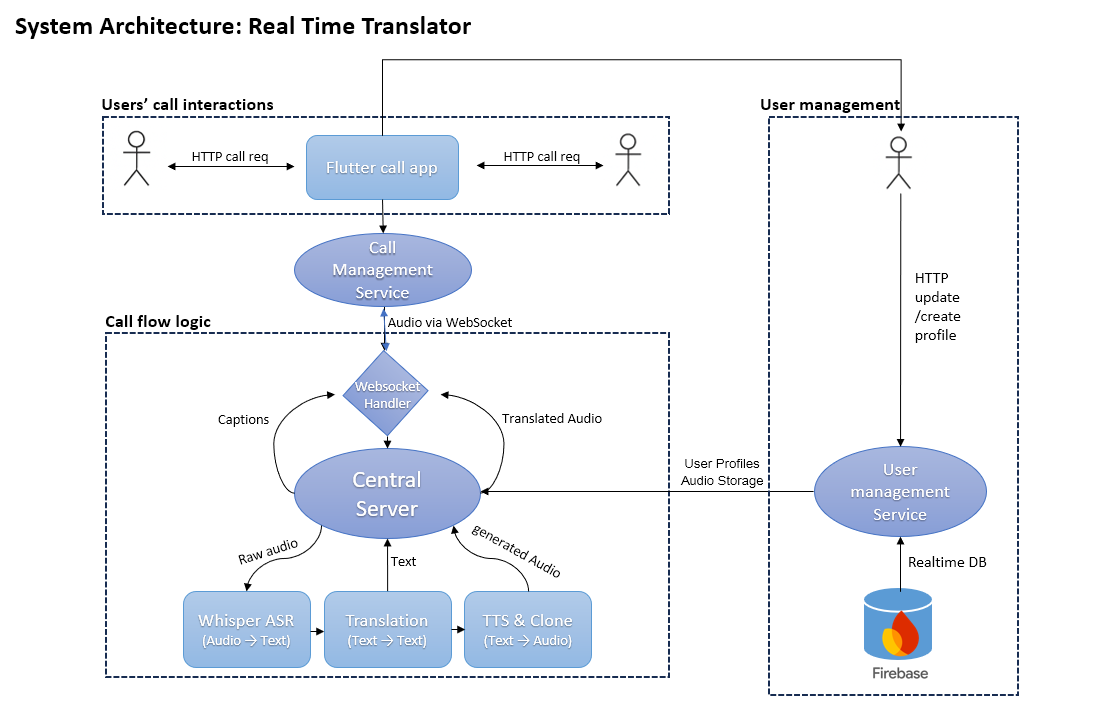 System Architecture: Real Time Translator
Users' call interactions
User management
HTTP call req
Flutter call app
HTTP call req
Call
Management
Service
HTTP
update
/create
profile
Call flow logic
Audio via WebSocket
Websocket
Handler
Captions
Translated Audio
Central
Server
User Profiles
Audio Storage
User
management
Service
Raw audio
Text
generated Audio
Realtime DB
Whisper ASR
(Audio → Text)
Translation
(Text → Text)
TTS & Clone
(Text → Audio)
Firebase